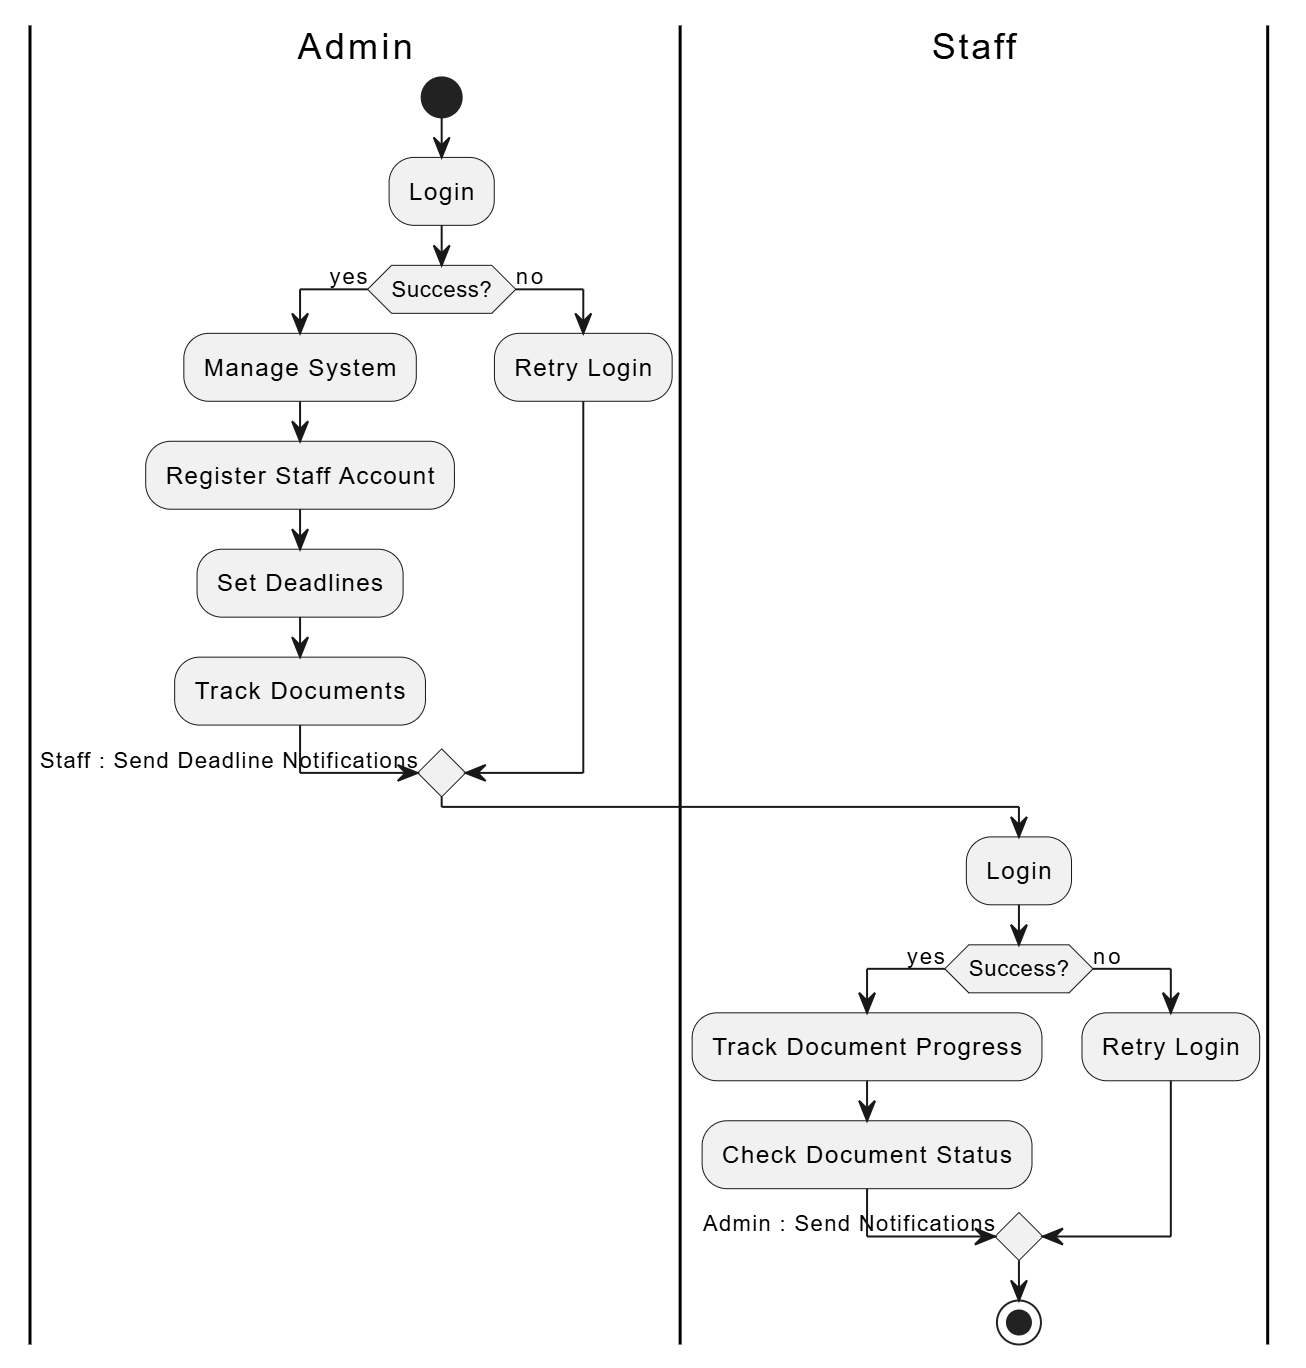 Admin
Staff
Login
yes
Success?
no
Manage System
Retry Login
Register Staff Account
Set Deadlines
Track Documents
Staff : Send Deadline Notifications
Login
yes
Success?
no
Track Document Progress
Retry Login
Check Document Status
Admin : Send Notifications